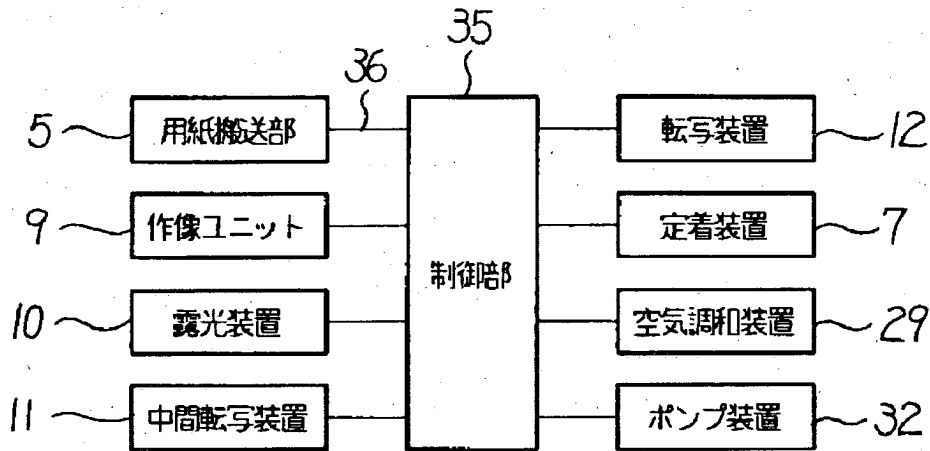 35
36
5 用紙搬送部 転写装置 12
9 作像ユニット 定着装置 7
制御部
10 露光装置 空気調和装置 29
11 中間転写装置 ポンプ装置 32